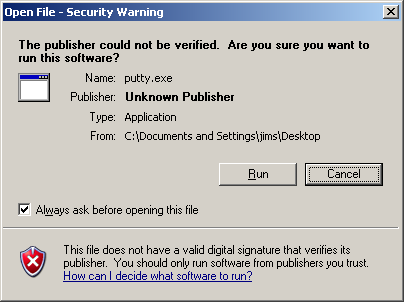 Open File - Security Warning
The publisher could not be verified.  Are you sure you want to
run this software?
Name: putty.exe
Publisher: Unknown Publisher
Type: Application
From: C:\Documents and Settings\jims\Desktop
Run Cancel
Always ask before opening this file
This file does not have a valid digital signature that verifies its
publisher.  You should only run software from publishers you trust.
How can I decide what software to run?